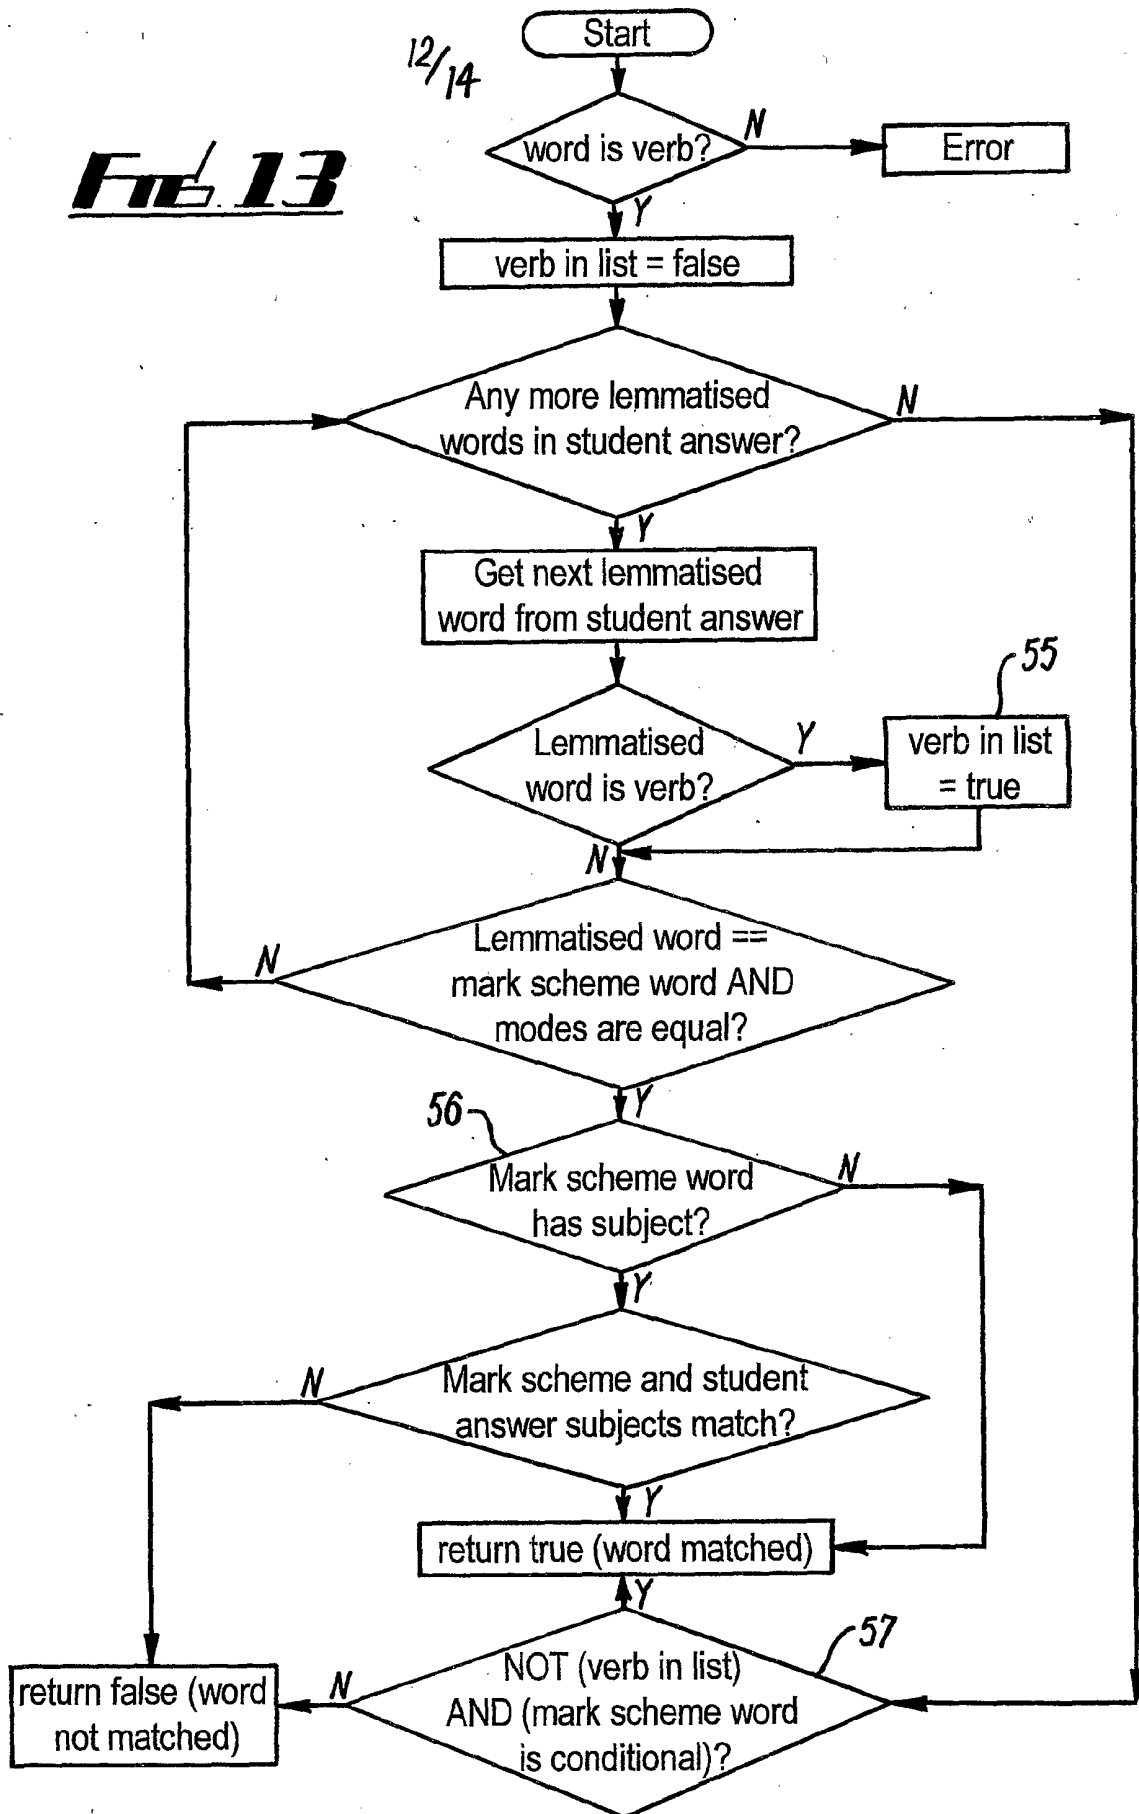 Start
12/14
FIG. 13
word is verb?
N
Error
Y
verb in list = false
Any more lemmatised
words in student answer?
N
Y
Get next lemmatised
word from student answer
55
Lemmatised
word is verb?
Y
verb in list
= true
N
Lemmatised word ==
mark scheme word AND
modes are equal?
N
Y
56
Mark scheme word
has subject?
N
Y
Mark scheme and student
answer subjects match?
N
Y
return true (word matched)
Y
57
NOT (verb in list)
AND (mark scheme word
is conditional)?
N
return false (word
not matched)